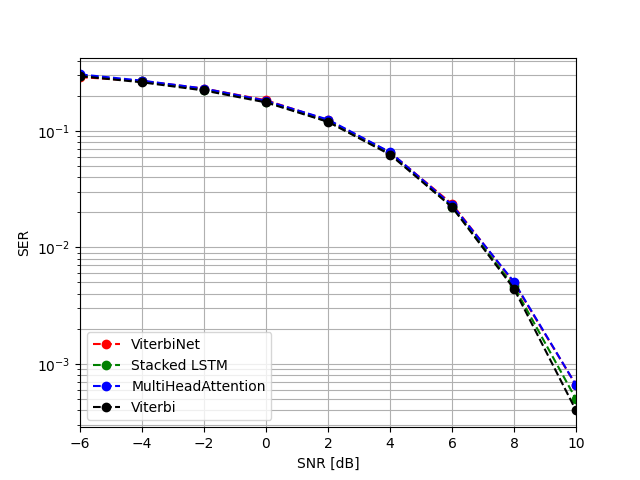 SER
10⁻¹
10⁻²
10⁻³
ViterbiNet
Stacked LSTM
MultiHeadAttention
Viterbi
−6 −4 −2 0 2 4 6 8 10
SNR [dB]